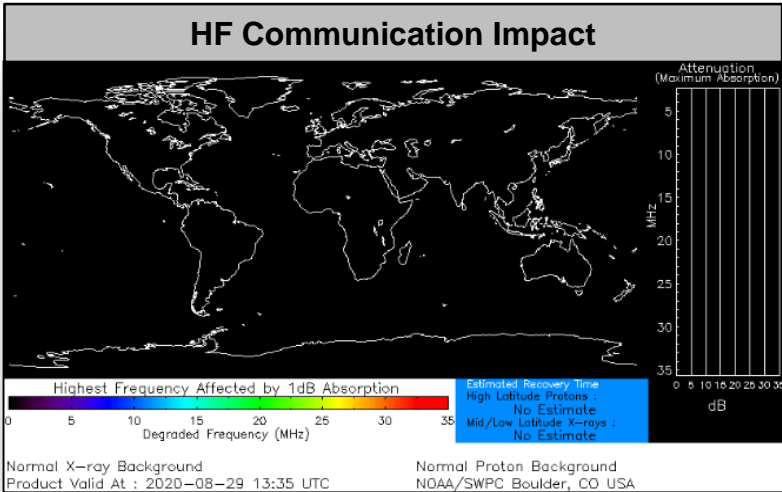 HF Communication Impact
Attenuation
(Maximum Absorption)
5
10
15
20
25
30
35
MHz
0 5 10 15 20 25 30 35
dB
Highest Frequency Affected by 1dB Absorption
0 5 10 15 20 25 30 35
Degraded Frequency (MHz)
Estimated Recovery Time
High Latitude Protons :
No Estimate
Mid/Low Latitude X-rays :
No Estimate
Normal X-ray Background
Product Valid At : 2020-08-29 13:35 UTC
Normal Proton Background
NOAA/SWPC Boulder, CO USA